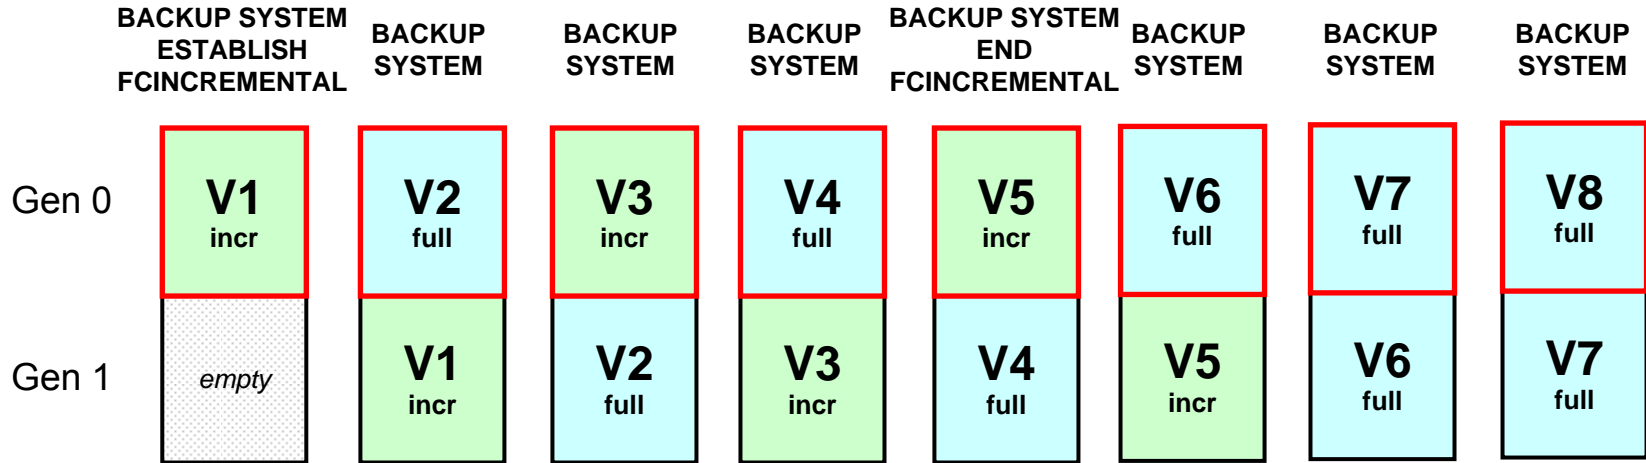 BACKUP SYSTEM
ESTABLISH
FCINCREMENTAL
BACKUP
SYSTEM
BACKUP
SYSTEM
BACKUP
SYSTEM
BACKUP SYSTEM
END
FCINCREMENTAL
BACKUP
SYSTEM
BACKUP
SYSTEM
BACKUP
SYSTEM
Gen 0
V1
incr
V2
full
V3
incr
V4
full
V5
incr
V6
full
V7
full
V8
full
Gen 1
empty
V1
incr
V2
full
V3
incr
V4
full
V5
incr
V6
full
V7
full